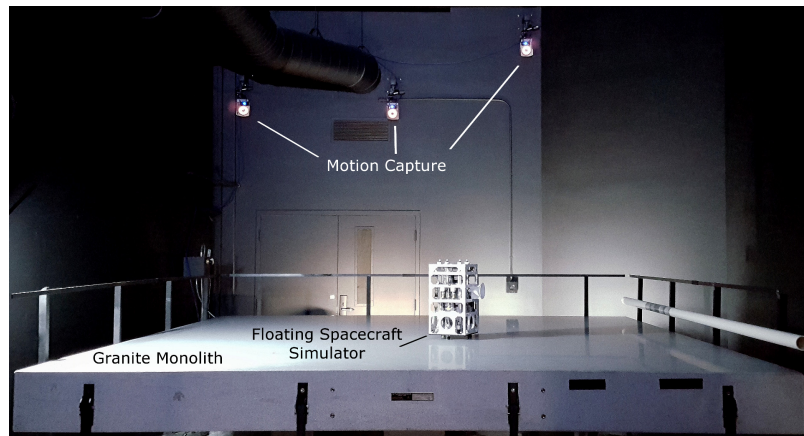 Motion Capture
Floating Spacecraft
Simulator
Granite Monolith